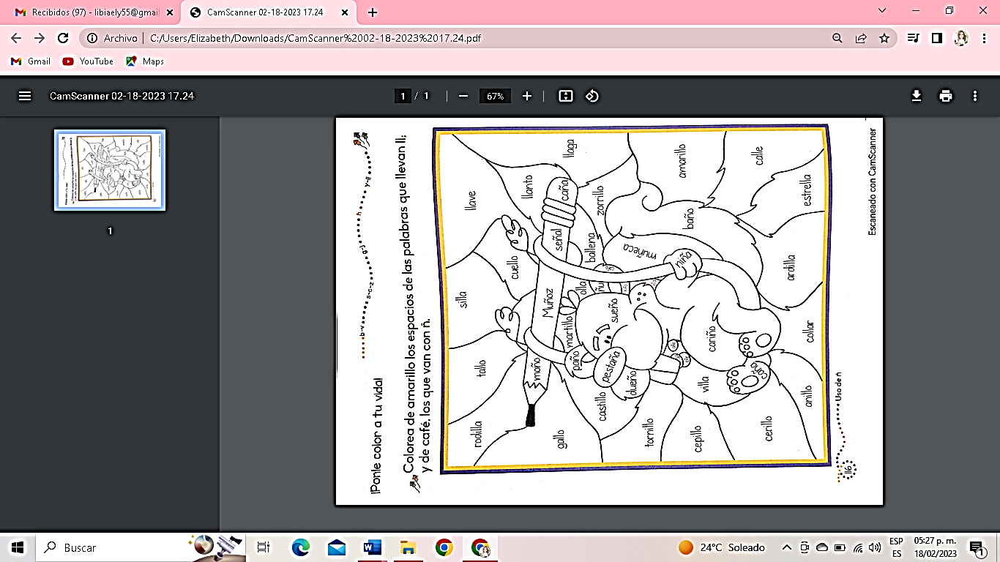 Recibidos (97) - libiaely55@gmail
CamScanner 02-18-2023 17.24
Archivo
C:/Users/Elizabeth/Downloads/CamScanner%2002-18-2023%2017.24.pdf
Gmail
YouTube
Maps
CamScanner 02-18-2023 17.24
1 / 1
67%
1
b-v
s-c-z
g-j
h
y-ll
¡Ponle color a tu vida!
Colorea de amarillo los espacios de las palabras que llevan ll;
y de café, los que van con ñ.
rodilla
tallo
silla
llave
cuello
llanto
llaga
moño
Muñoz
señal
caña
gallo
paño
martillo
olla
ballena
zorrillo
castillo
pestaña
sueño
ñu
muñeca
dueño
tornillo
niña
baño
amarillo
cepillo
villa
cariño
caña
cerillo
anillo
collar
ardilla
estrella
calle
116
Uso de ñ
Escaneado con CamScanner
Buscar
24°C Soleado
ESP
ES
05:27 p. m.
18/02/2023
1